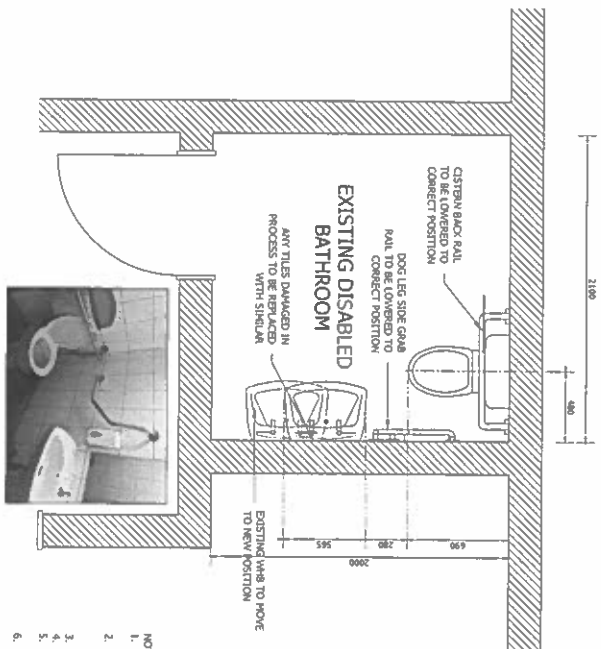 2100
480
CISTERN BACK RAIL
TO BE LOWERED TO
CORRECT POSITION
DOG LEG SIDE GRAB
RAIL TO BE LOWERED TO
CORRECT POSITION
EXISTING DISABLED
BATHROOM
ANY TILES DAMAGED IN
PROCESS TO BE REPLACED
WITH SIMILAR
EXISTING WHB TO MOVE
TO NEW POSITION
690
280
565
2000
NO
1.
2.
3.
4.
5.
6.